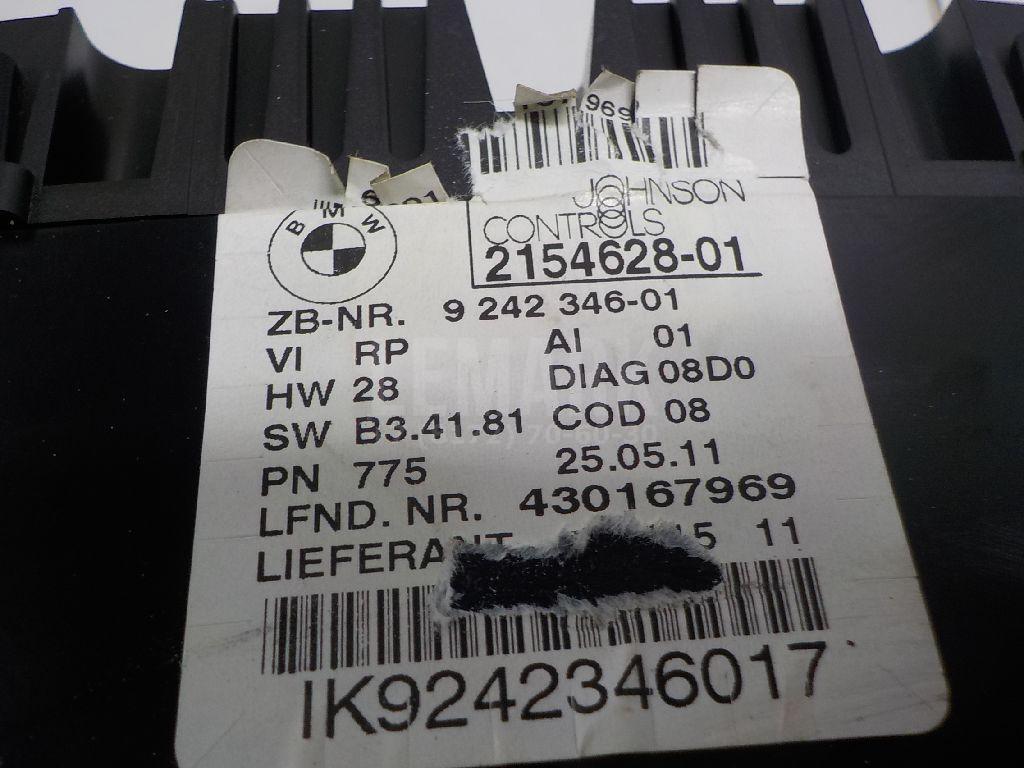 969
BMW
JOHNSON
CONTROLS
2154628-01
ZB-NR. 9 242 346-01
VI RP AI 01
HW 28 DIAG 08D0
SW B3.41.81 COD 08
PN 775 25.05.11
LFND. NR. 430167969
LIEFERANT 15 11
IK9242346017